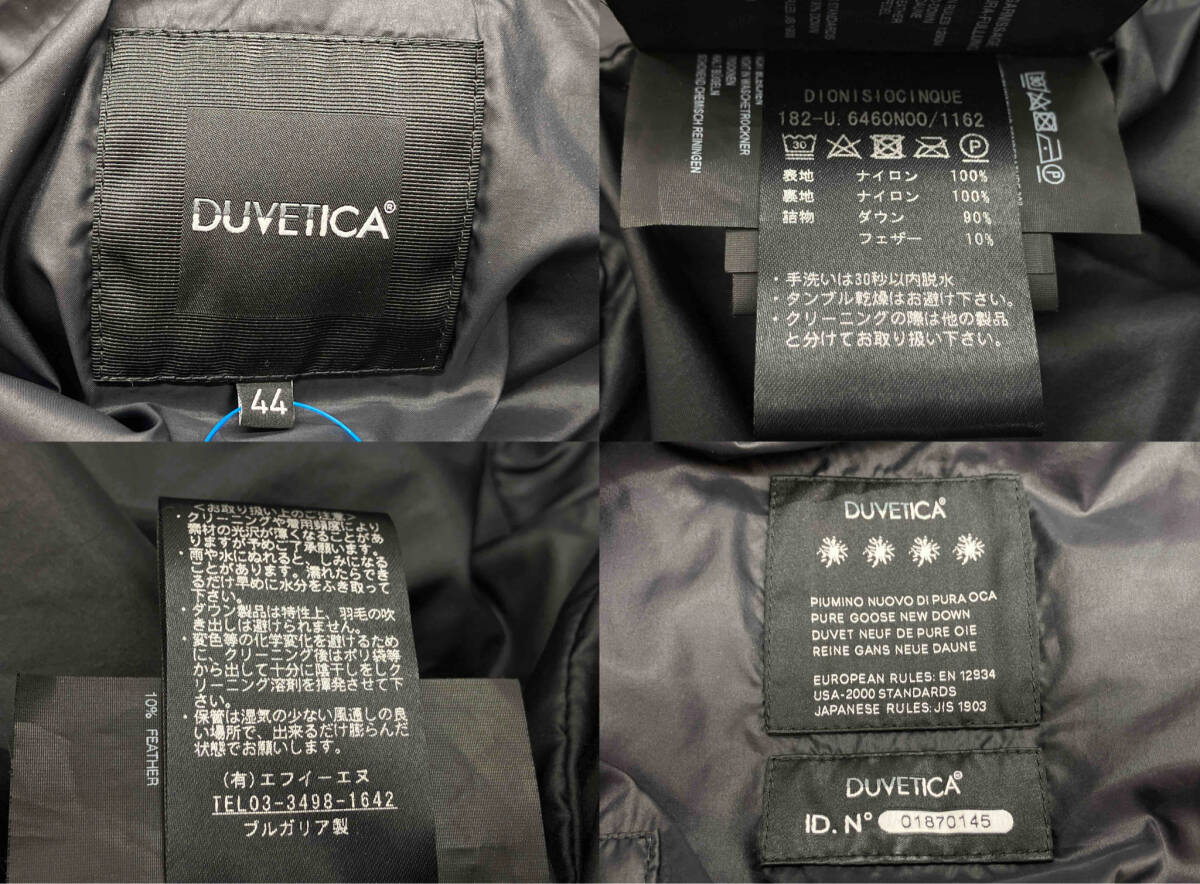 DUVETICA®
44
DIONISIOCINQUE
182-U.6460N00/1162
30
P
表地 ナイロン 100%
裏地 ナイロン 100%
詰物 ダウン 90%
フェザー 10%
・手洗いは30秒以内脱水
・タンブル乾燥はお避け下さい。
・クリーニングの際は他の製品
と分けてお取り扱い下さい。
NICHT BÜGELN
CHEMISCH REINIGEN
<お取り扱い上のご注意>
・クリーニングや着用頻度により
素材の光沢が薄くなることがあ
りますが予めご了承願います。
・雨や水にぬれると、しみになる
ことがあります。濡れたらでき
るだけ早めに水分をふき取って
下さい。
・ダウン製品は特性上、羽毛の吹
き出しは避けられません。
・変色等の化学変化を避けるため
に、クリーニング後はポリ袋等
から出して十分に陰干しをしク
リーニング溶剤を揮発させて下
さい。
・保管は湿気の少ない風通しの良
い場所で、出来るだけ膨らんだ
状態でお願いします。
(有)エフイーエヌ
TEL03-3498-1642
ブルガリア製
10% FEATHER
DUVETICA®
PIUMINO NUOVO DI PURA OCA
PURE GOOSE NEW DOWN
DUVET NEUF DE PURE OIE
REINE GANS NEUE DAUNE
EUROPEAN RULES: EN 12934
USA-2000 STANDARDS
JAPANESE RULES: JIS 1903
DUVETICA®
ID. N° 01870145